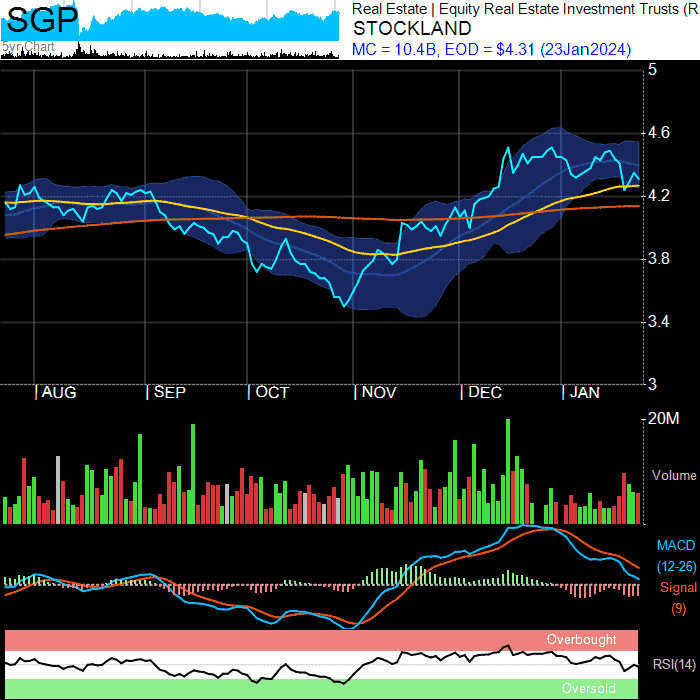 SGP
5yr Chart
Real Estate | Equity Real Estate Investment Trusts (R
STOCKLAND
MC = 10.4B, EOD = $4.31 (23Jan2024)
5
4.6
4.2
3.8
3.4
3
| AUG | SEP | OCT | NOV | DEC | JAN
20M
Volume
MACD
(12-26)
Signal
(9)
Overbought
RSI(14)
Oversold